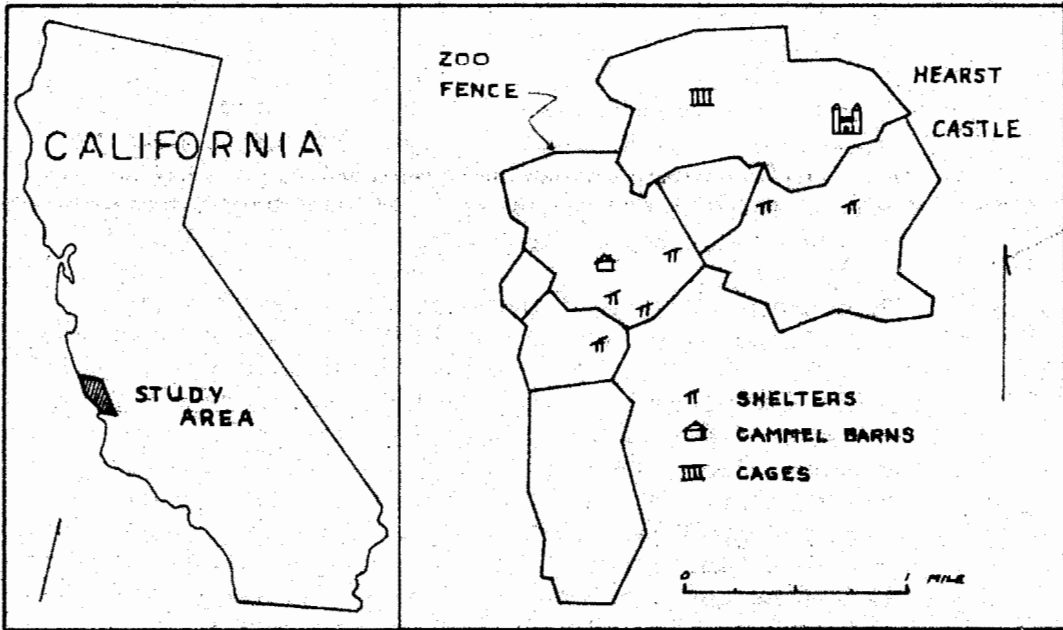 CALIFORNIA
STUDY
AREA
ZOO
FENCE
HEARST
CASTLE
SHELTERS
CAMMEL BARNS
CAGES
0 1 MILE